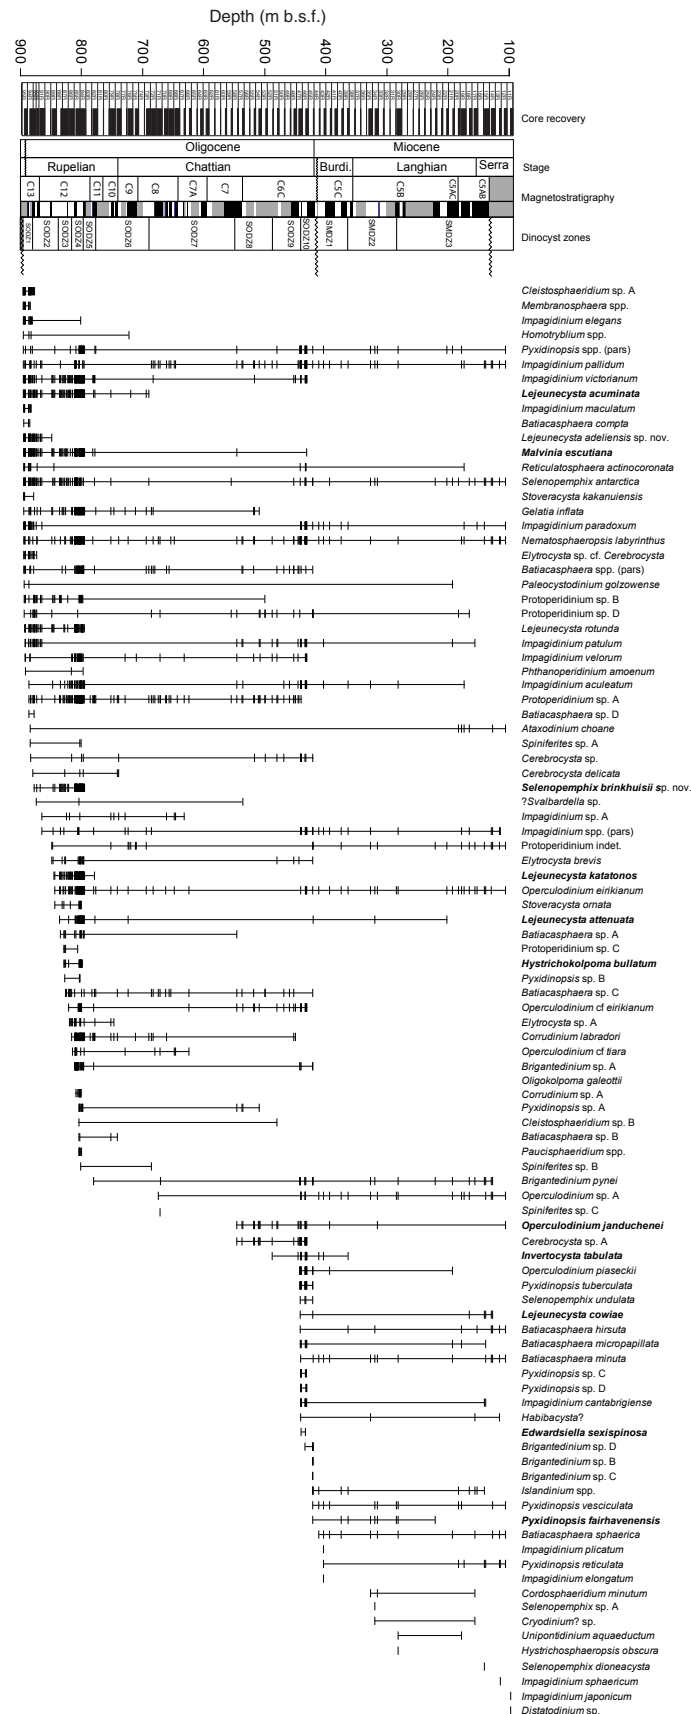 Depth (m b.s.f.)
900 800 700 600 500 400 300 200 100
Core recovery
Oligocene Miocene
Rupelian Chattian Burdi. Langhian Serra Stage
C13 C12 C11 C10 C9 C8 C7A C7 C6C C5C C5B C5AC C5AB Magnetostratigraphy
SODZ1 SODZ2 SODZ3 SODZ4 SODZ5 SODZ6 SODZ7 SODZ8 SODZ9 SODZ10 SMDZ1 SMDZ2 SMDZ3 Dinocyst zones
Cleistosphaeridium sp. A
Membranosphaera spp.
Impagidinium elegans
Homotryblium spp.
Pyxidinopsis spp. (pars)
Impagidinium pallidum
Impagidinium victorianum
Lejeunecysta acuminata
Impagidinium maculatum
Batiacasphaera compta
Lejeunecysta adeliensis sp. nov.
Malvinia escutiana
Reticulatosphaera actinocoronata
Selenopemphix antarctica
Stoveracysta kakanuiensis
Gelatia inflata
Impagidinium paradoxum
Nematosphaeropsis labyrinthus
Elytrocysta sp. cf. Cerebrocysta
Batiacasphaera spp. (pars)
Paleocystodinium golzowense
Protoperidinium sp. B
Protoperidinium sp. D
Lejeunecysta rotunda
Impagidinium patulum
Impagidinium velorum
Phthanoperidinium amoenum
Impagidinium aculeatum
Protoperidinium sp. A
Batiacasphaera sp. D
Ataxodinium choane
Spiniferites sp. A
Cerebrocysta sp.
Cerebrocysta delicata
Selenopemphix brinkhuisii sp. nov.
?Svalbardella sp.
Impagidinium sp. A
Impagidinium spp. (pars)
Protoperidinium indet.
Elytrocysta brevis
Lejeunecysta katatonos
Operculodinium eirikianum
Stoveracysta ornata
Lejeunecysta attenuata
Batiacasphaera sp. A
Protoperidinium sp. C
Hystrichokolpoma bullatum
Pyxidinopsis sp. B
Batiacasphaera sp. C
Operculodinium cf eirikianum
Elytrocysta sp. A
Corrudinium labradori
Operculodinium cf tiara
Brigantedinium sp. A
Oligokolpoma galeottii
Corrudinium sp. A
Pyxidinopsis sp. A
Cleistosphaeridium sp. B
Batiacasphaera sp. B
Paucisphaeridium spp.
Spiniferites sp. B
Brigantedinium pynei
Operculodinium sp. A
Spiniferites sp. C
Operculodinium janduchenei
Cerebrocysta sp. A
Invertocysta tabulata
Operculodinium piaseckii
Pyxidinopsis tuberculata
Selenopemphix undulata
Lejeunecysta cowiae
Batiacasphaera hirsuta
Batiacasphaera micropapillata
Batiacasphaera minuta
Pyxidinopsis sp. C
Pyxidinopsis sp. D
Impagidinium cantabrigiense
Habibacysta?
Edwardsiella sexispinosa
Brigantedinium sp. D
Brigantedinium sp. B
Brigantedinium sp. C
Islandinium spp.
Pyxidinopsis vesciculata
Pyxidinopsis fairhavenensis
Batiacasphaera sphaerica
Impagidinium plicatum
Pyxidinopsis reticulata
Impagidinium elongatum
Cordosphaeridium minutum
Selenopemphix sp. A
Cryodinium? sp.
Unipontidinium aquaeductum
Hystrichosphaeropsis obscura
Selenopemphix dioneacysta
Impagidinium sphaericum
Impagidinium japonicum
Distatodinium sp.